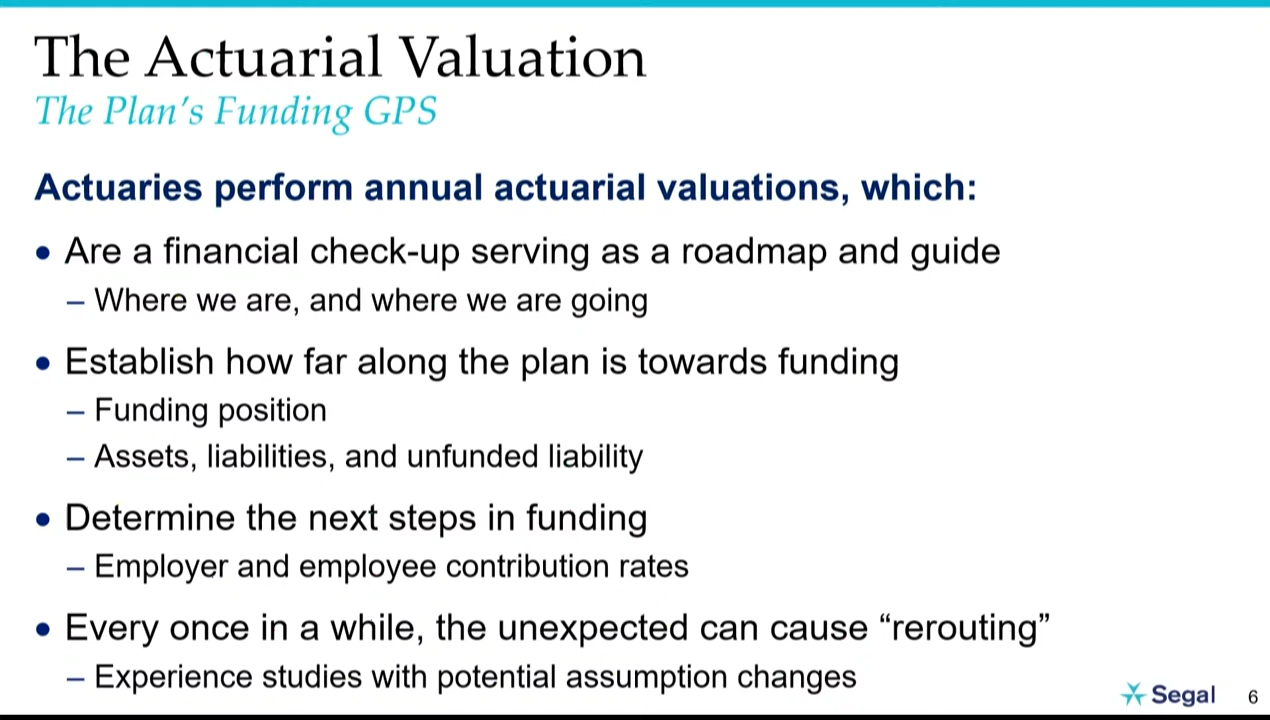 The Actuarial Valuation
The Plan's Funding GPS
Actuaries perform annual actuarial valuations, which:
• Are a financial check-up serving as a roadmap and guide
– Where we are, and where we are going
• Establish how far along the plan is towards funding
– Funding position
– Assets, liabilities, and unfunded liability
• Determine the next steps in funding
– Employer and employee contribution rates
• Every once in a while, the unexpected can cause “rerouting”
– Experience studies with potential assumption changes
Segal 6